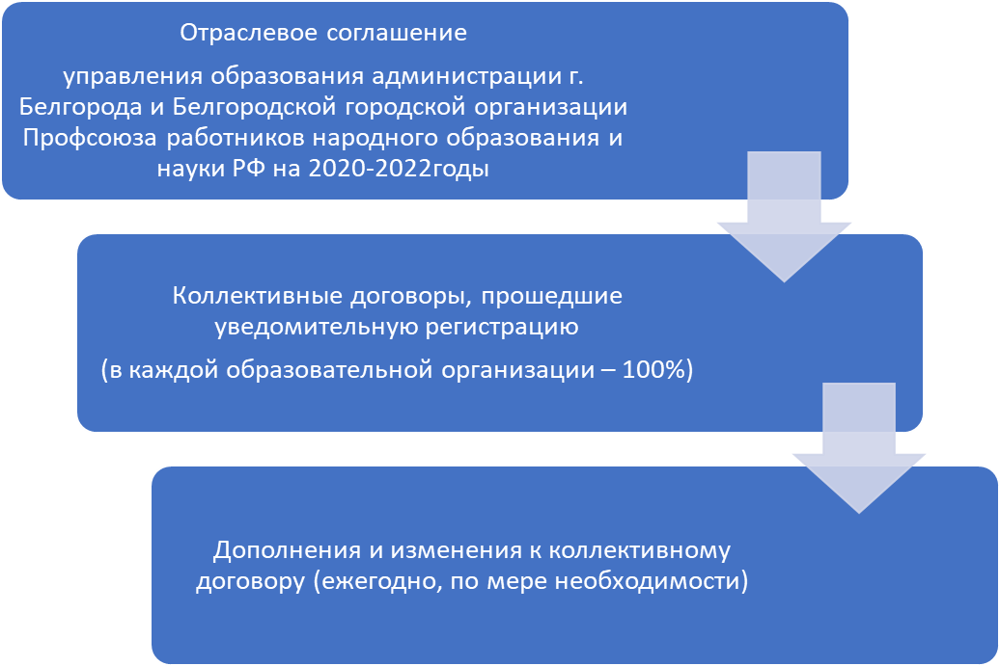 Отраслевое соглашение
управления образования администрации г.
Белгорода и Белгородской городской организации
Профсоюза работников народного образования и
науки РФ на 2020-2022годы
Коллективные договоры, прошедшие
уведомительную регистрацию
(в каждой образовательной организации – 100%)
Дополнения и изменения к коллективному
договору (ежегодно, по мере необходимости)